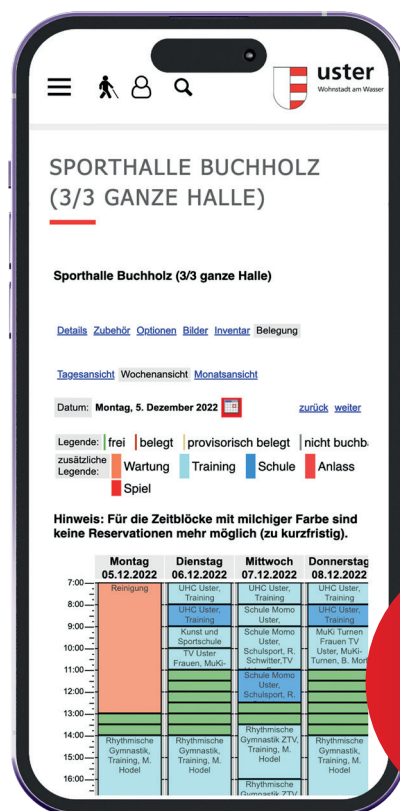 uster
Wohnstadt am Wasser
SPORTHALLE BUCHHOLZ
(3/3 GANZE HALLE)
Sporthalle Buchholz (3/3 ganze Halle)
Details Zubehör Optionen Bilder Inventar Belegung
Tagesansicht Wochenansicht Monatsansicht
Datum: Montag, 5. Dezember 2022 zurück weiter
Legende: frei belegt provisorisch belegt nicht buchb
zusätzliche Legende: Wartung Training Schule Anlass
Spiel
Hinweis: Für die Zeitblöcke mit milchiger Farbe sind
keine Reservationen mehr möglich (zu kurzfristig).
Montag Dienstag Mittwoch Donnerstag
05.12.2022 06.12.2022 07.12.2022 08.12.2022
7:00 Reinigung UHC Uster, UHC Uster, UHC Uster,
Training Training Training
8:00 UHC Uster, Schule Momo UHC Uster,
Training Uster, Training
9:00 Kunst und Schule Momo MuKi Turnen
Sportschule Uster, Frauen TV
10:00 TV Uster Schulsport, R. Uster, MuKi-
Frauen, MuKi- Schwitter,TV Turnen, B. Mor
11:00 Schule Momo
Uster,
12:00 Schulsport, R.
13:00
14:00 Rhythmische Rhythmische Rhythmische Rhythmische
Gymnastik, Gymnastik, Gymnastik ZTV, Gymnastik,
15:00 Training, M. Training, M. Training, M. Training, M.
Hodel Hodel Hodel Hodel
16:00 Rhythmische
Gymnastik ZTV,